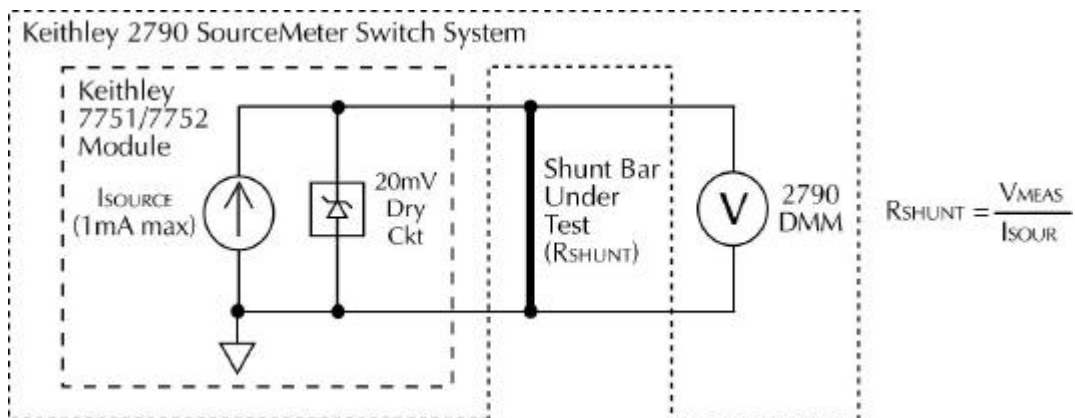 Keithley 2790 SourceMeter Switch System
Keithley
7751/7752
Module
ISOURCE
(1mA max)
20mV
Dry
Ckt
Shunt Bar
Under
Test
(RSHUNT)
V
2790
DMM
RSHUNT = VMEAS
ISOUR